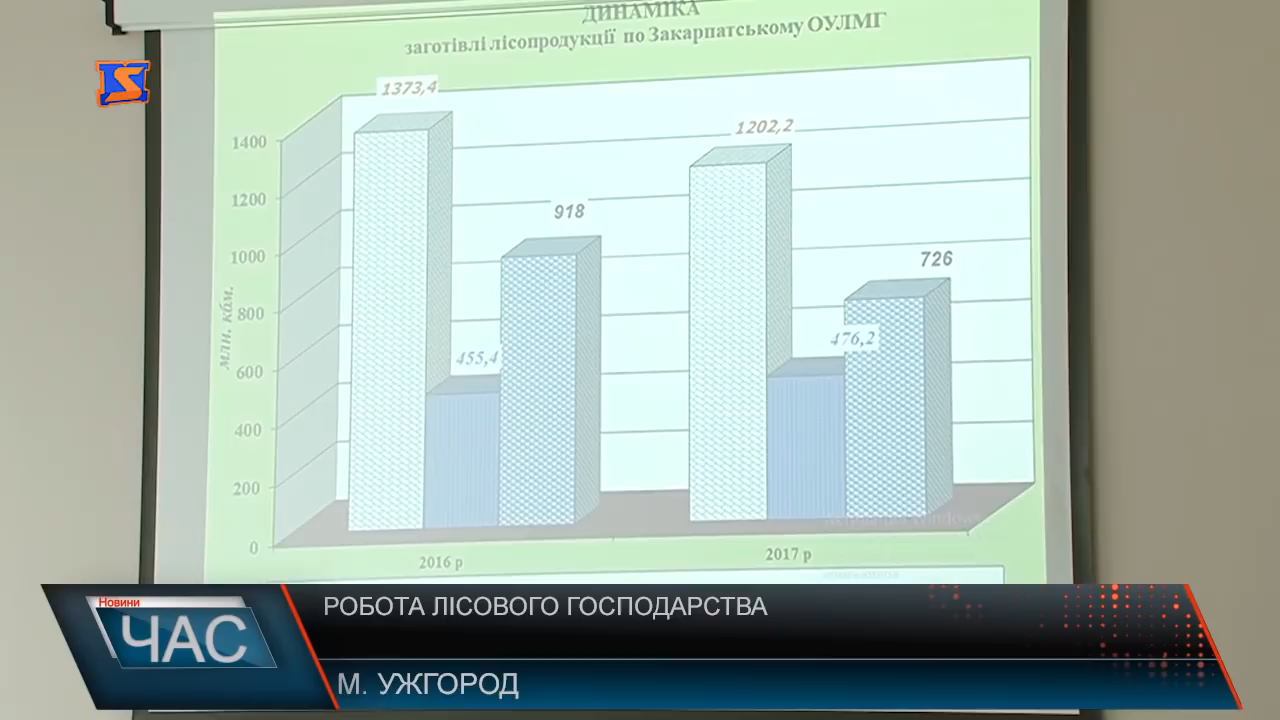 ДИНАМІКА
заготівлі лісопродукції по Закарпатському ОУЛМГ
млн. кбм.
1400
1200
1000
800
600
400
200
0
1373,4
455,4
918
1202,2
476,2
726
2016 р
2017 р
Новини
ЧАС
РОБОТА ЛІСОВОГО ГОСПОДАРСТВА
М. УЖГОРОД